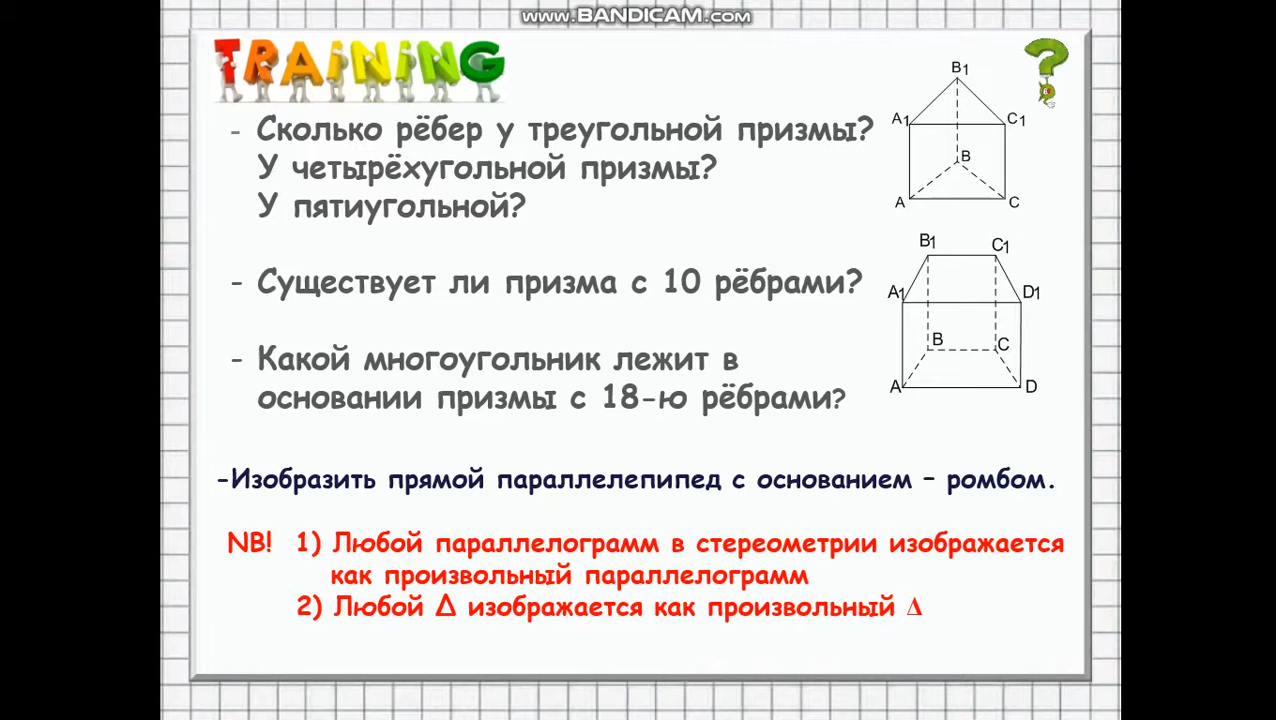 www.BANDICAM.com
TRAINING
- Сколько рёбер у треугольной призмы?
У четырёхугольной призмы?
У пятиугольной?
- Существует ли призма с 10 рёбрами?
- Какой многоугольник лежит в
основании призмы с 18-ю рёбрами?
B1
A1
C1
B
A
C
B1
C1
A1
D1
B
C
A
D
-Изобразить прямой параллелепипед с основанием – ромбом.
NB! 1) Любой параллелограмм в стереометрии изображается
как произвольный параллелограмм
2) Любой Δ изображается как произвольный Δ